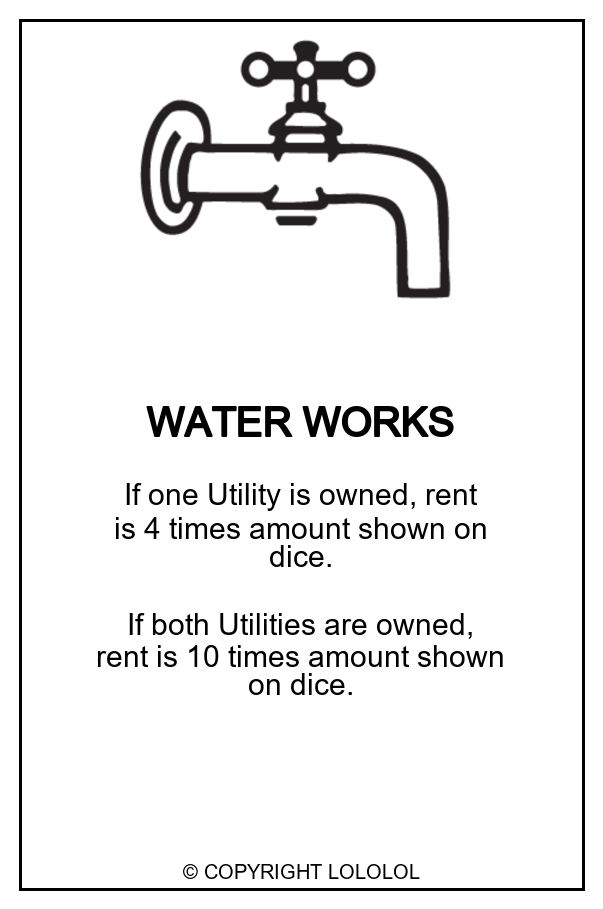 WATER WORKS
If one Utility is owned, rent
is 4 times amount shown on
dice.
If both Utilities are owned,
rent is 10 times amount shown
on dice.
© COPYRIGHT LOLOLOL